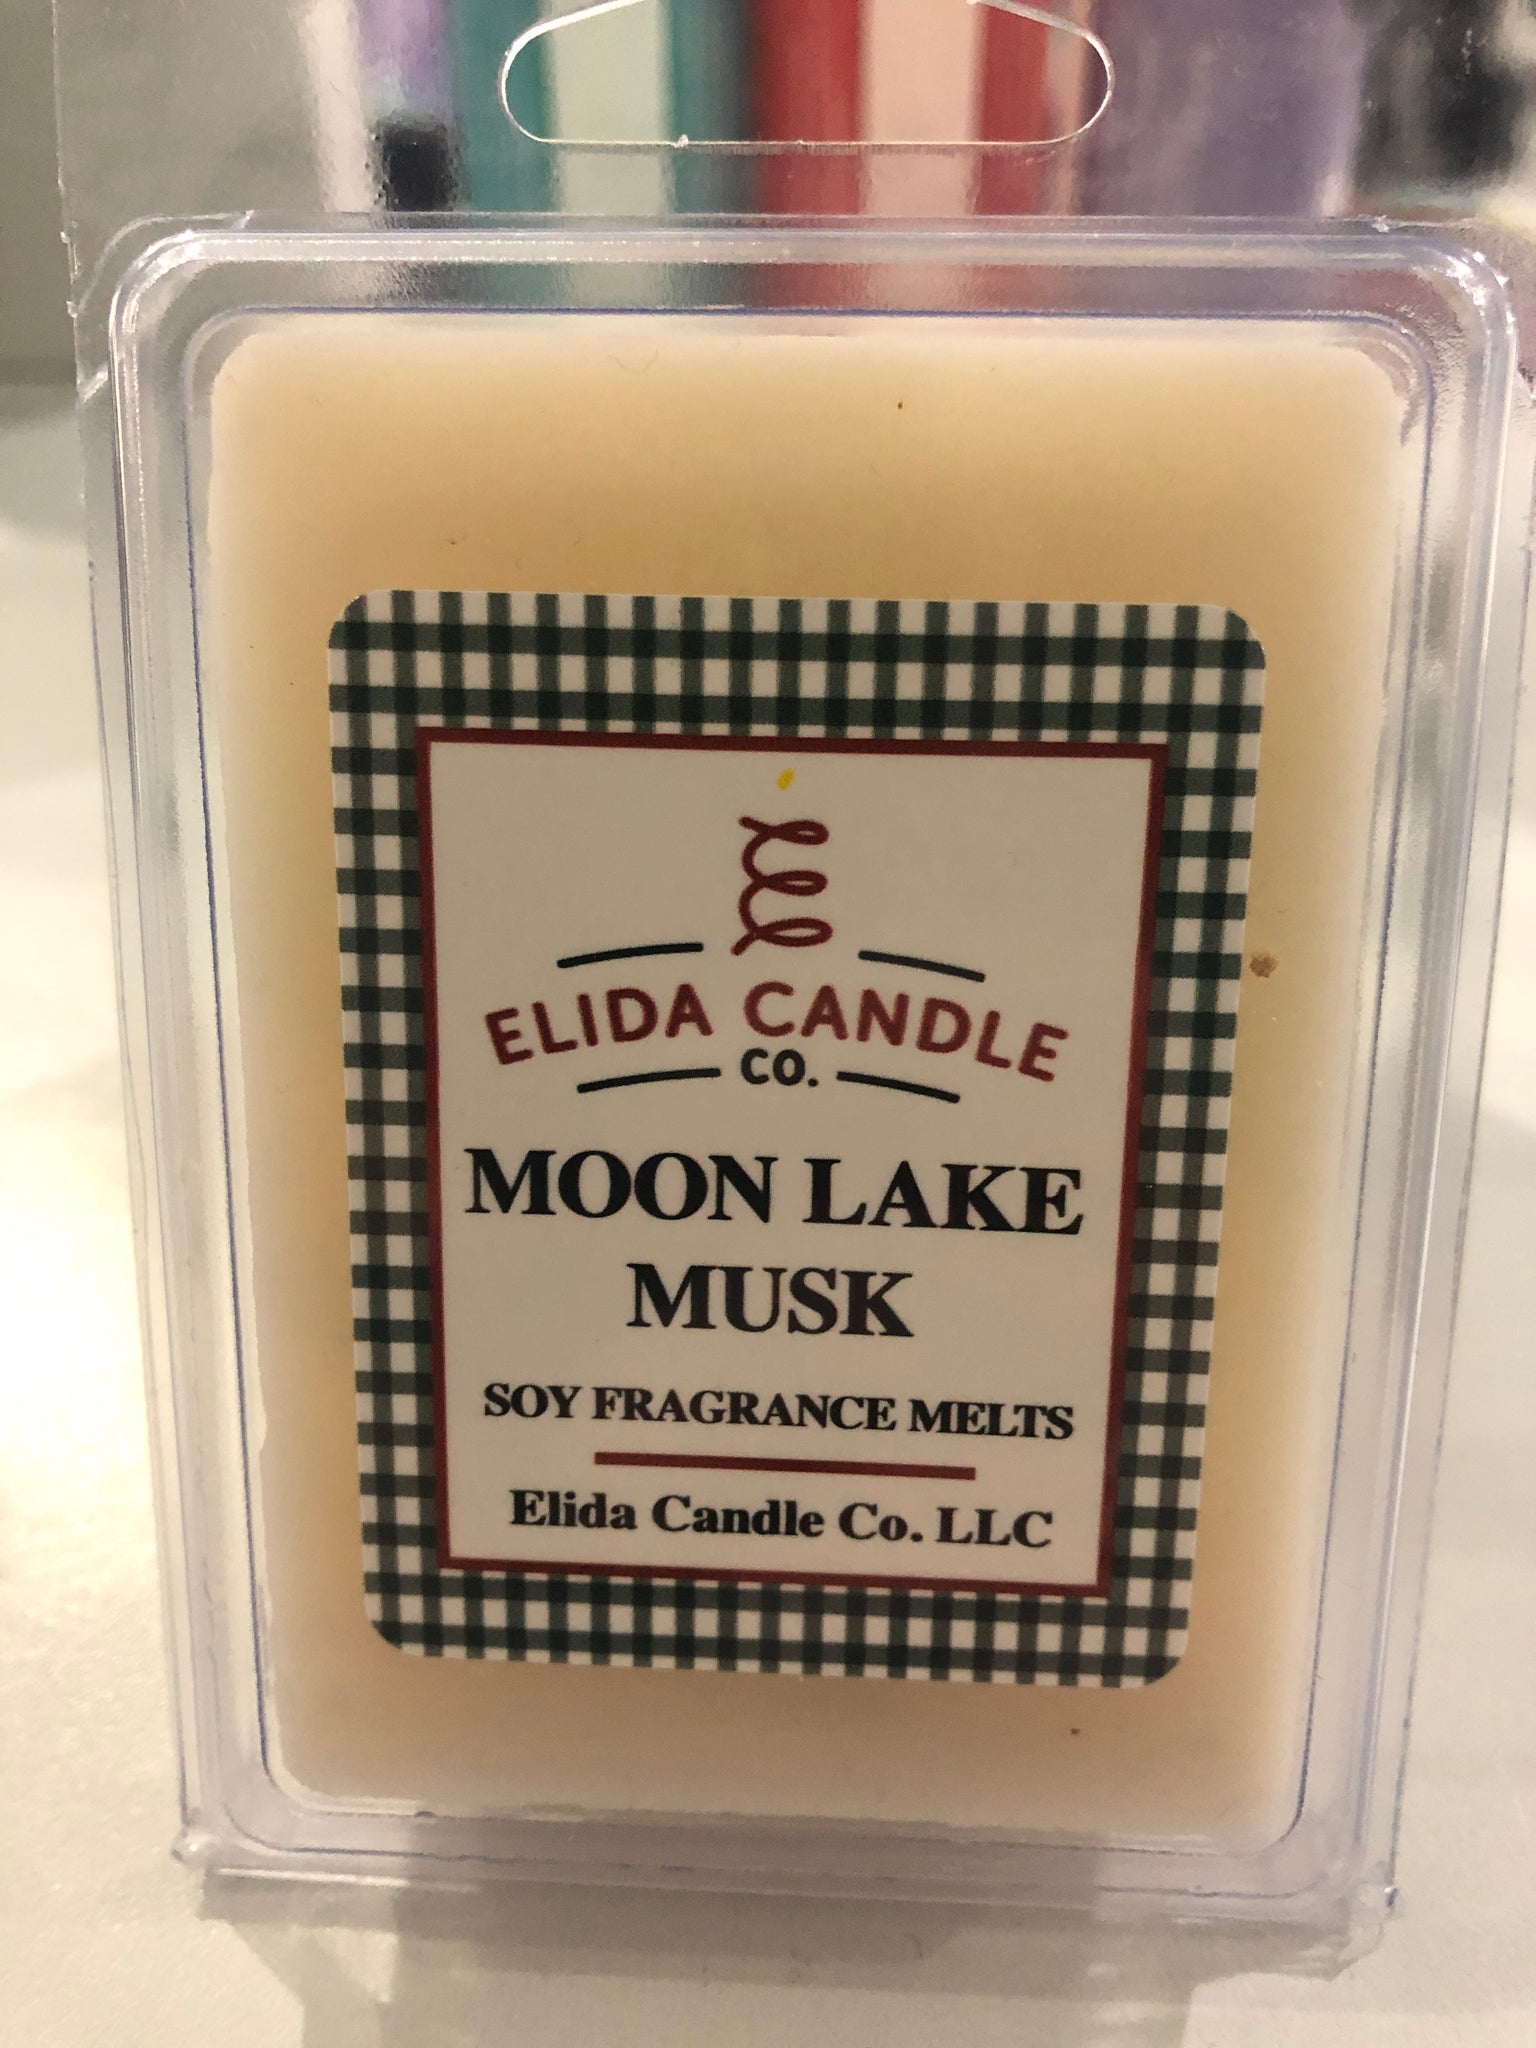 ELIDA CANDLE
CO.
MOON LAKE
MUSK
SOY FRAGRANCE MELTS
Elida Candle Co. LLC